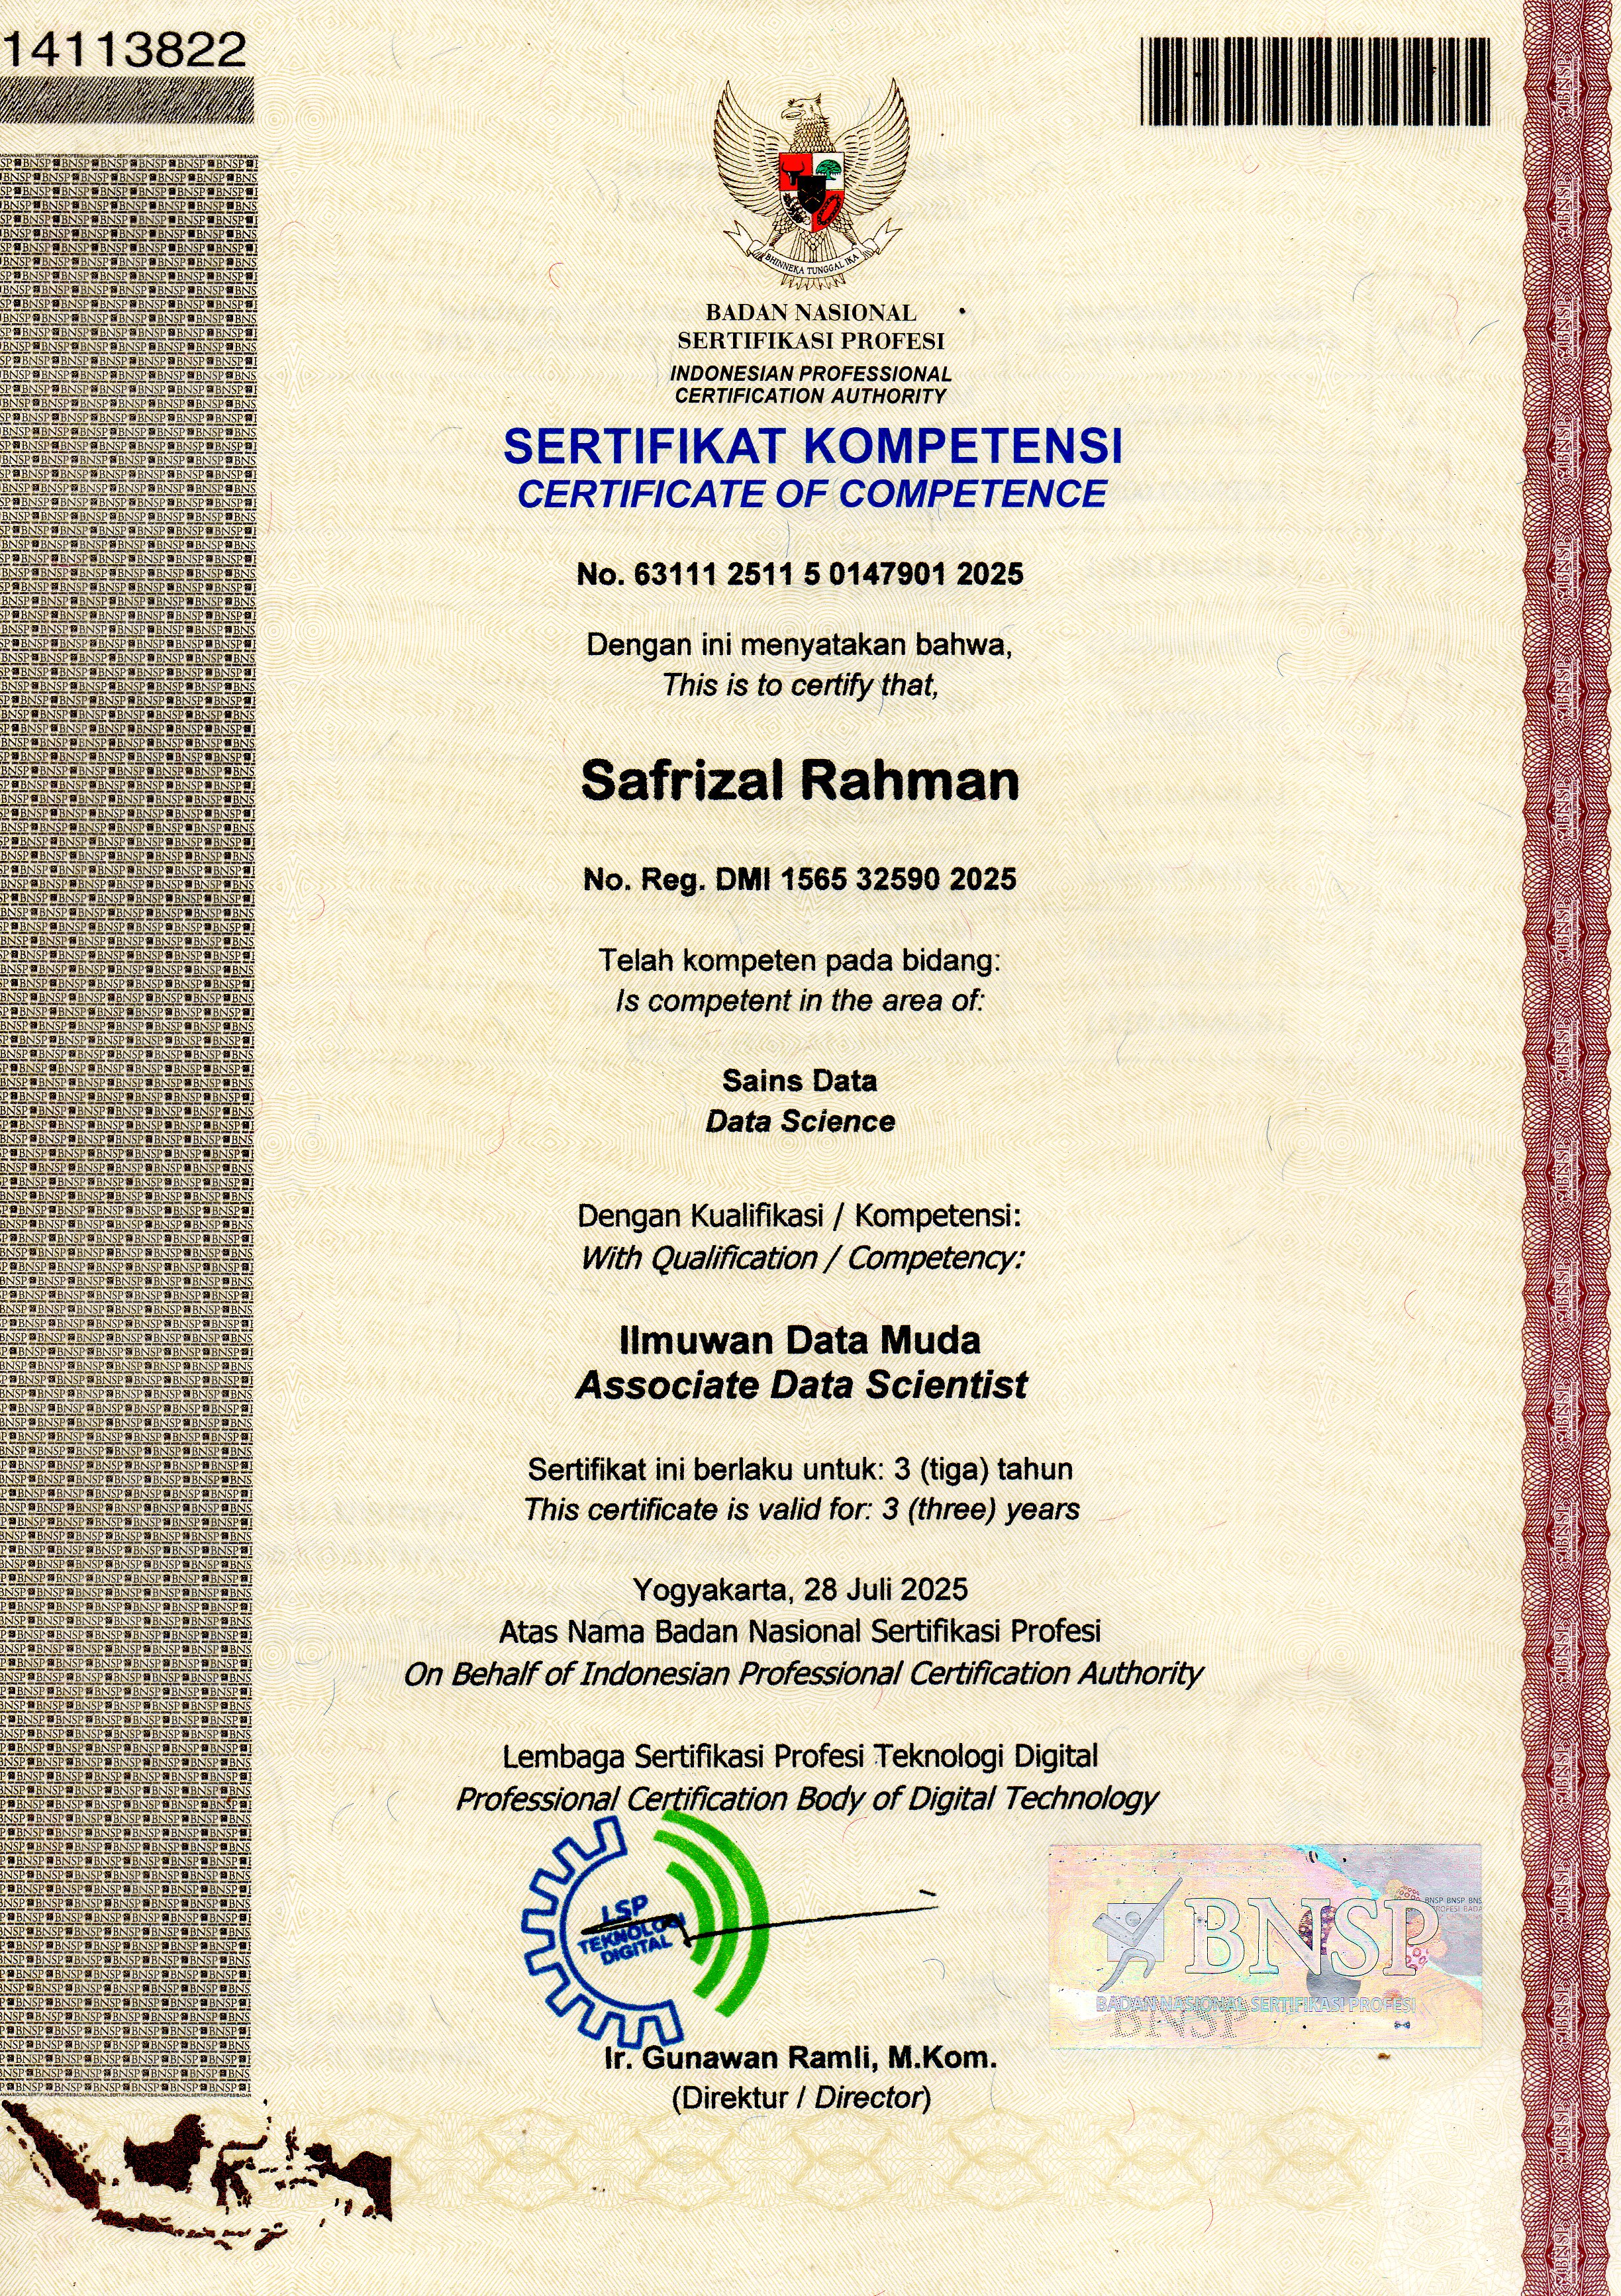 14113822
BHINNEKA TUNGGAL IKA
BADAN NASIONAL
SERTIFIKASI PROFESI
INDONESIAN PROFESSIONAL
CERTIFICATION AUTHORITY
SERTIFIKAT KOMPETENSI
CERTIFICATE OF COMPETENCE
No. 63111 2511 5 0147901 2025
Dengan ini menyatakan bahwa,
This is to certify that,
Safrizal Rahman
No. Reg. DMI 1565 32590 2025
Telah kompeten pada bidang:
Is competent in the area of:
Sains Data
Data Science
Dengan Kualifikasi / Kompetensi:
With Qualification / Competency:
Ilmuwan Data Muda
Associate Data Scientist
Sertifikat ini berlaku untuk: 3 (tiga) tahun
This certificate is valid for: 3 (three) years
Yogyakarta, 28 Juli 2025
Atas Nama Badan Nasional Sertifikasi Profesi
On Behalf of Indonesian Professional Certification Authority
Lembaga Sertifikasi Profesi Teknologi Digital
Professional Certification Body of Digital Technology
LSP
TEKNOLOGI
DIGITAL
BNSP
BADAN NASIONAL SERTIFIKASI PROFESI
BNSP
Ir. Gunawan Ramli, M.Kom.
(Direktur / Director)